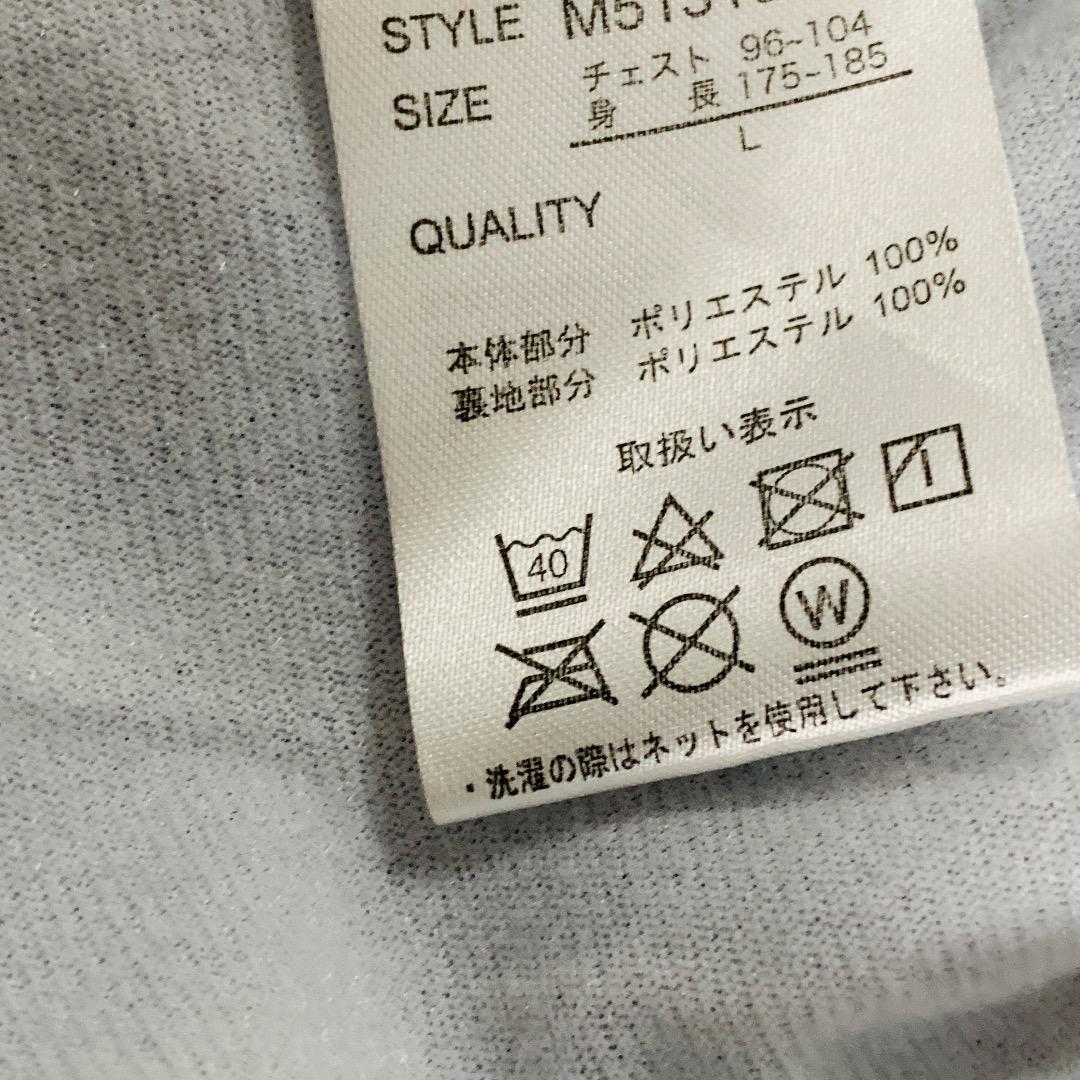 STYLE
SIZE チェスト 96~104
身 長 175~185
L
QUALITY
本体部分 ポリエステル 100%
裏地部分 ポリエステル 100%
取扱い表示
40
W
・洗濯の際はネットを使用して下さい。